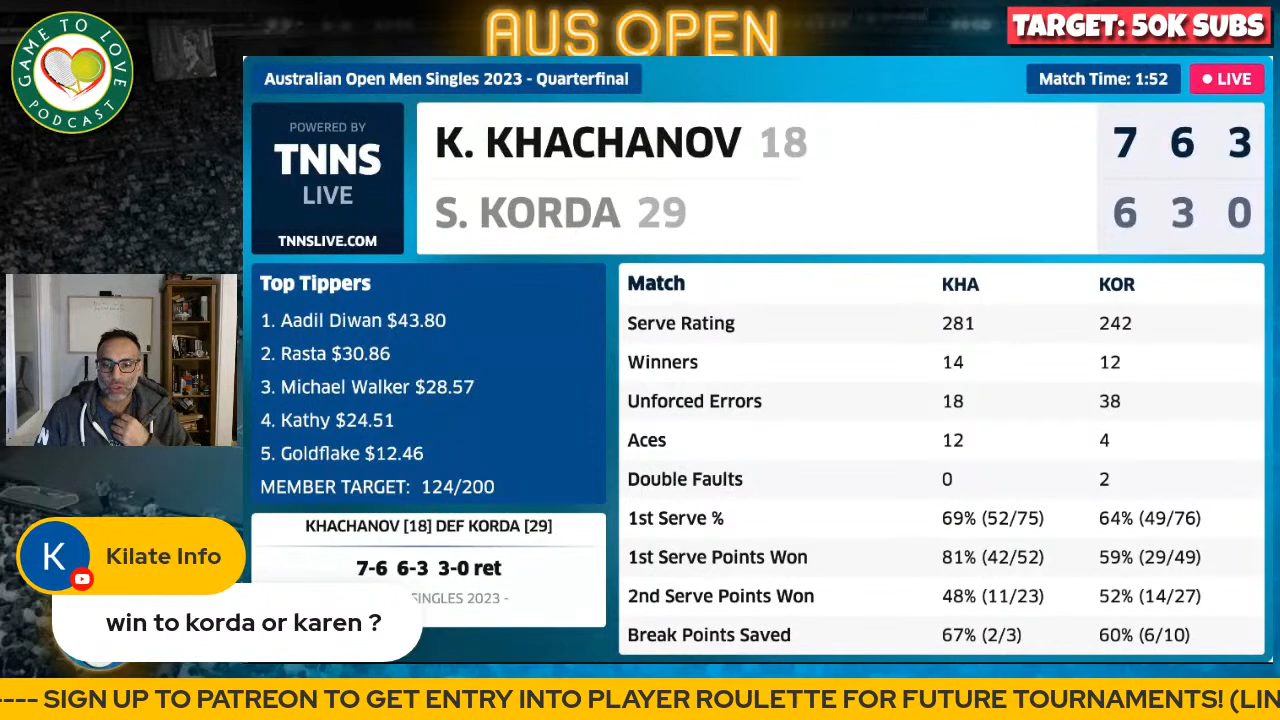 GAME TO LOVE
PODCAST
AUS OPEN
TARGET: 50K SUBS
Australian Open Men Singles 2023 - Quarterfinal
Match Time: 1:52
LIVE
POWERED BY
TNNS
LIVE
TNNSLIVE.COM
K. KHACHANOV 18 7 6 3
S. KORDA 29 6 3 0
Top Tippers
1. Aadil Diwan $43.80
2. Rasta $30.86
3. Michael Walker $28.57
4. Kathy $24.51
5. Goldflake $12.46
MEMBER TARGET: 124/200
KHACHANOV [18] DEF KORDA [29]
7-6 6-3 3-0 ret
SINGLES 2023 -
Match KHA KOR
Serve Rating 281 242
Winners 14 12
Unforced Errors 18 38
Aces 12 4
Double Faults 0 2
1st Serve % 69% (52/75) 64% (49/76)
1st Serve Points Won 81% (42/52) 59% (29/49)
2nd Serve Points Won 48% (11/23) 52% (14/27)
Break Points Saved 67% (2/3) 60% (6/10)
K
Kilate Info
win to korda or karen ?
---- SIGN UP TO PATREON TO GET ENTRY INTO PLAYER ROULETTE FOR FUTURE TOURNAMENTS! (LIN